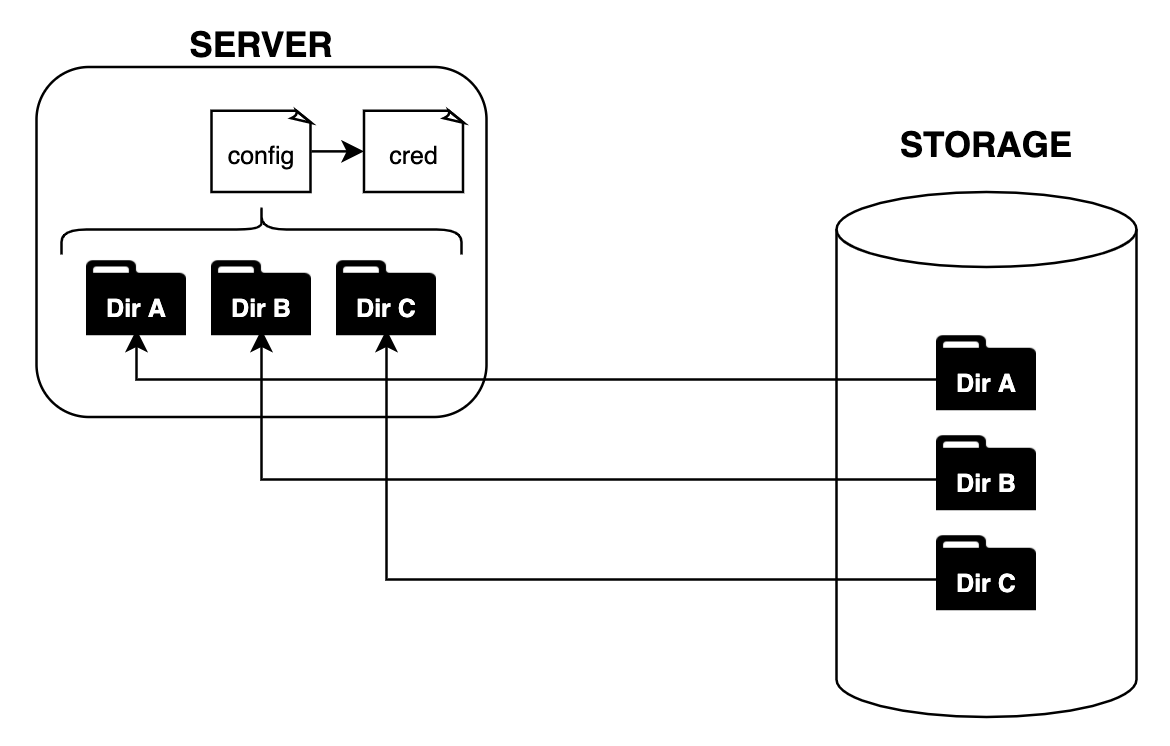 SERVER
config
cred
STORAGE
Dir A
Dir B
Dir C
Dir A
Dir B
Dir C